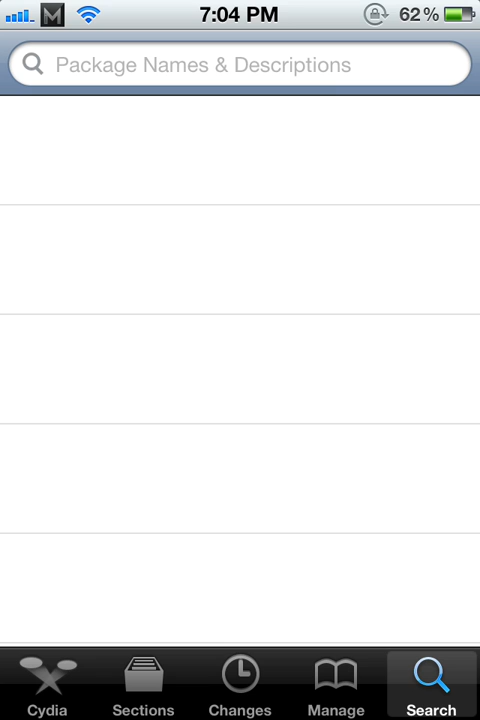 M 7:04 PM 62%
Package Names & Descriptions
Cydia Sections Changes Manage Search